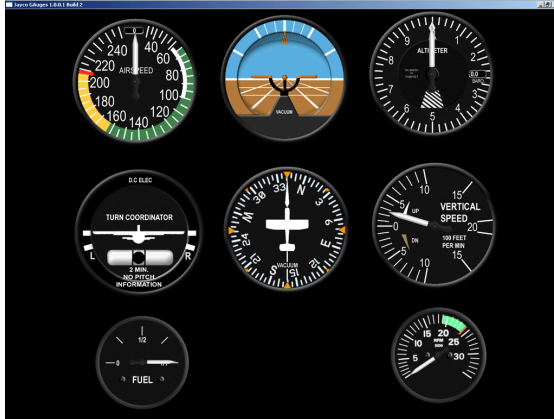 Jayco GAuges 1.8.0.1 Build 2
0
240 40
220 60
AIRSPEED
200 80
180 100
160 120
140
VACUUM
9 1
8 ALTIMETER 2
0.0
BARO
7 3
6 4
5
D.C ELEC
TURN COORDINATOR
L R
2 MIN.
NO PITCH
INFORMATION
33 N
30 3
W 6
24 E
21 12
S 15
VACUUM
10 15
5 UP VERTICAL
0 SPEED 20
DN 100 FEET
PER MIN
5
10 15
1/2
0
FUEL
15 20
10 RPM 25
5 30